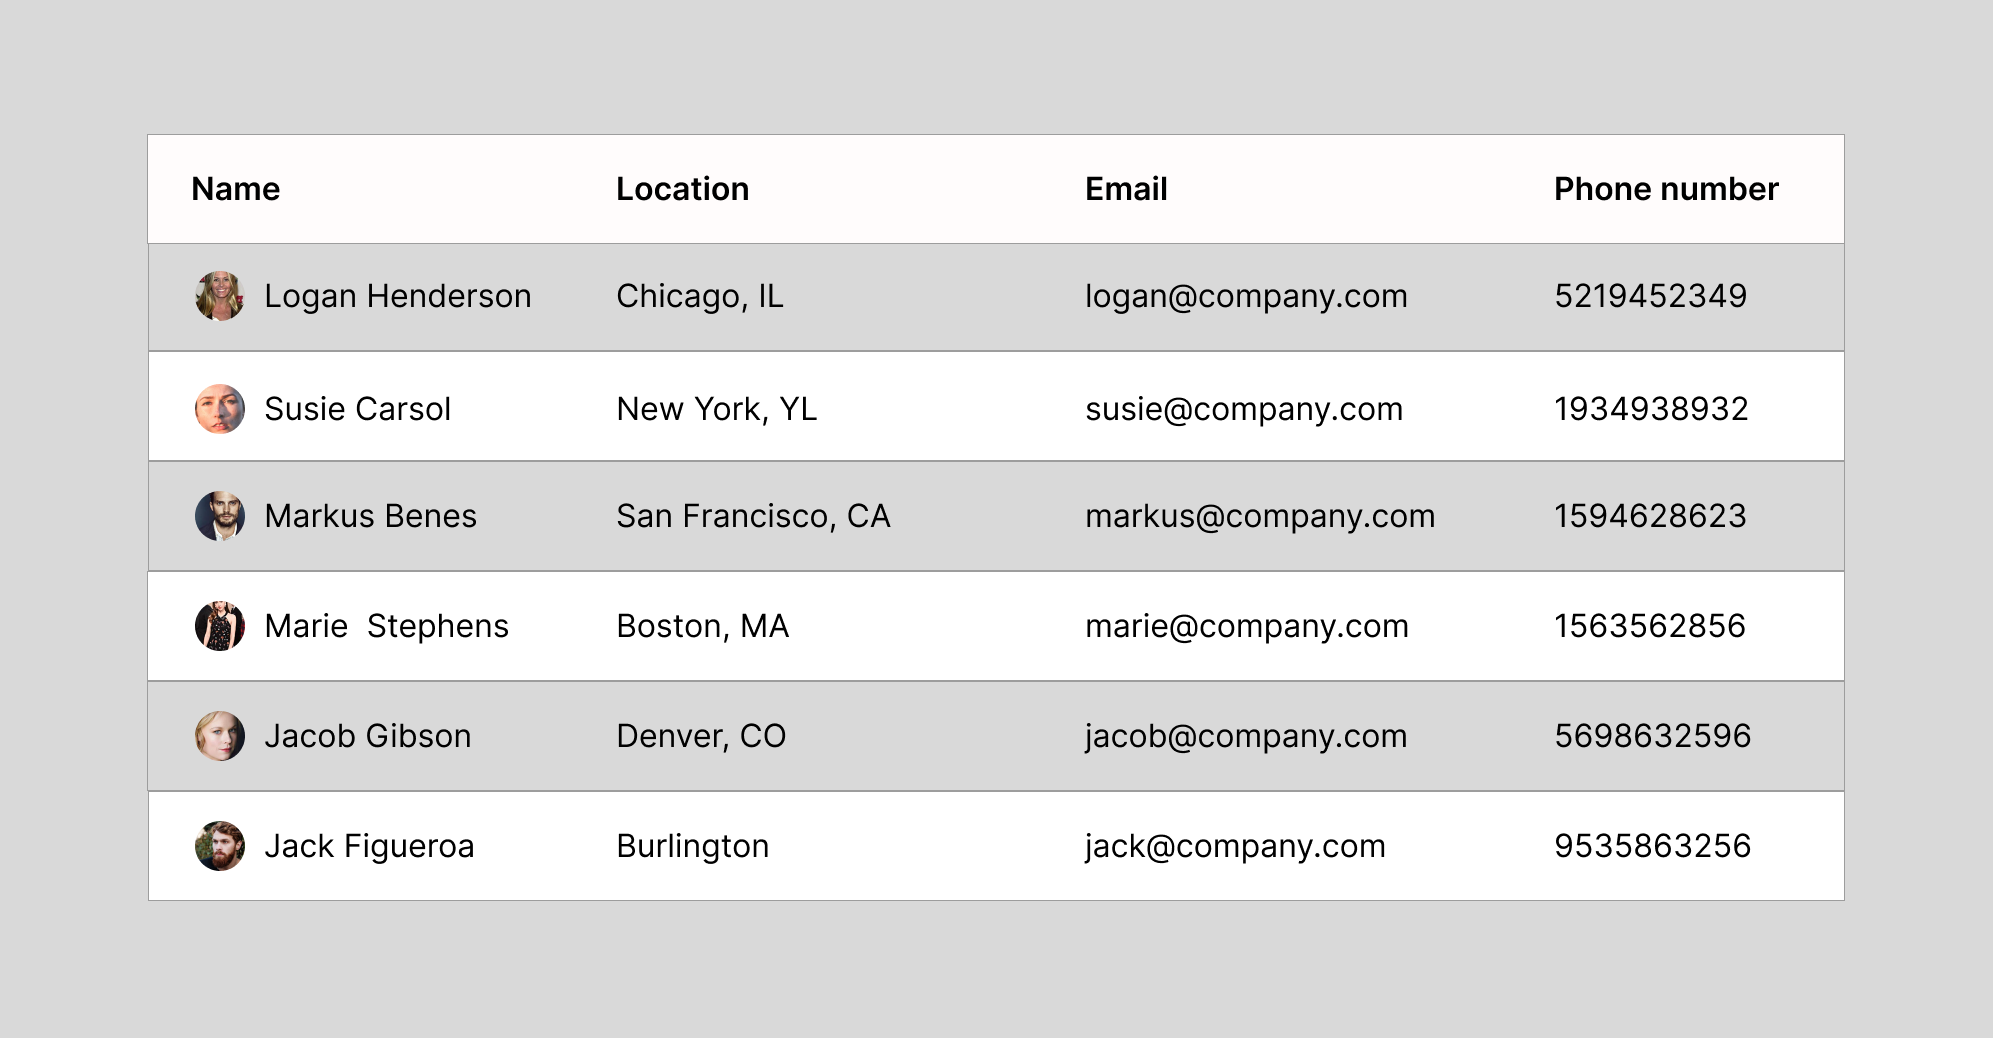 Name Location Email Phone number
Logan Henderson Chicago, IL logan@company.com 5219452349
Susie Carsol New York, YL susie@company.com 1934938932
Markus Benes San Francisco, CA markus@company.com 1594628623
Marie  Stephens Boston, MA marie@company.com 1563562856
Jacob Gibson Denver, CO jacob@company.com 5698632596
Jack Figueroa Burlington jack@company.com 9535863256